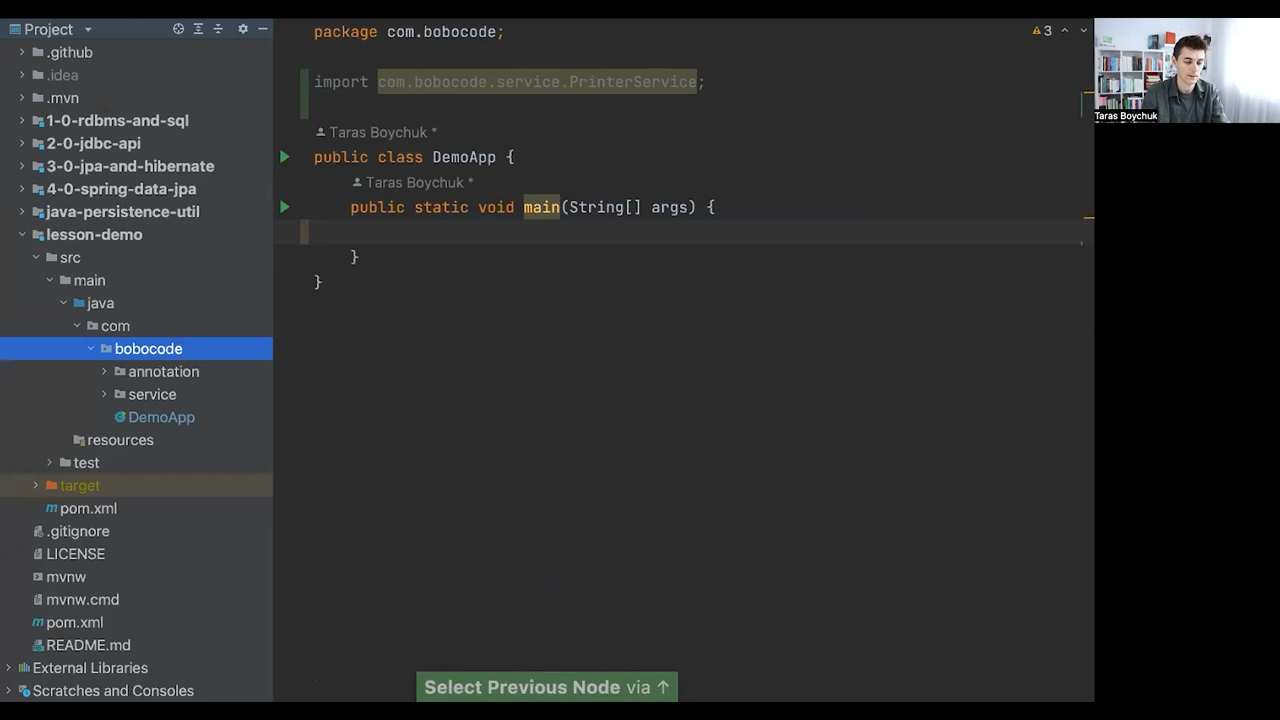 Project
.github
.idea
.mvn
1-0-rdbms-and-sql
2-0-jdbc-api
3-0-jpa-and-hibernate
4-0-spring-data-jpa
java-persistence-util
lesson-demo
src
main
java
com
bobocode
annotation
service
DemoApp
resources
test
target
pom.xml
.gitignore
LICENSE
mvnw
mvnw.cmd
pom.xml
README.md
External Libraries
Scratches and Consoles
package com.bobocode;
3
import com.bobocode.service.PrinterService;
Taras Boychuk *
public class DemoApp {
Taras Boychuk *
public static void main(String[] args) {
}
}
Select Previous Node via ↑
Taras Boychuk